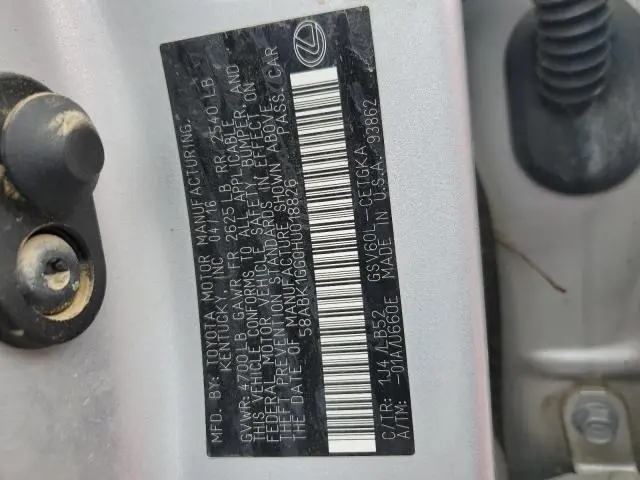 MFD. BY: TOYOTA MOTOR MANUFACTURING,
KENTUCKY, INC. 04/16
GVWR: 4700 LB GAWR FR 2625 LB RR. 2540 LB
THIS VEHICLE CONFORMS TO ALL APPLICABLE
FEDERAL MOTOR VEHICLE SAFETY, BUMPER, AND
THEFT PREVENTION STANDARDS IN EFFECT ON
THE DATE OF MANUFACTURE SHOWN ABOVE.
58ABK1GG0HU048826 PASS. CAR
C/TR: 1J4 /LB52 GSV60L-CETGKA
A/TM: -01A/U660E MADE IN U.S.A. 93862